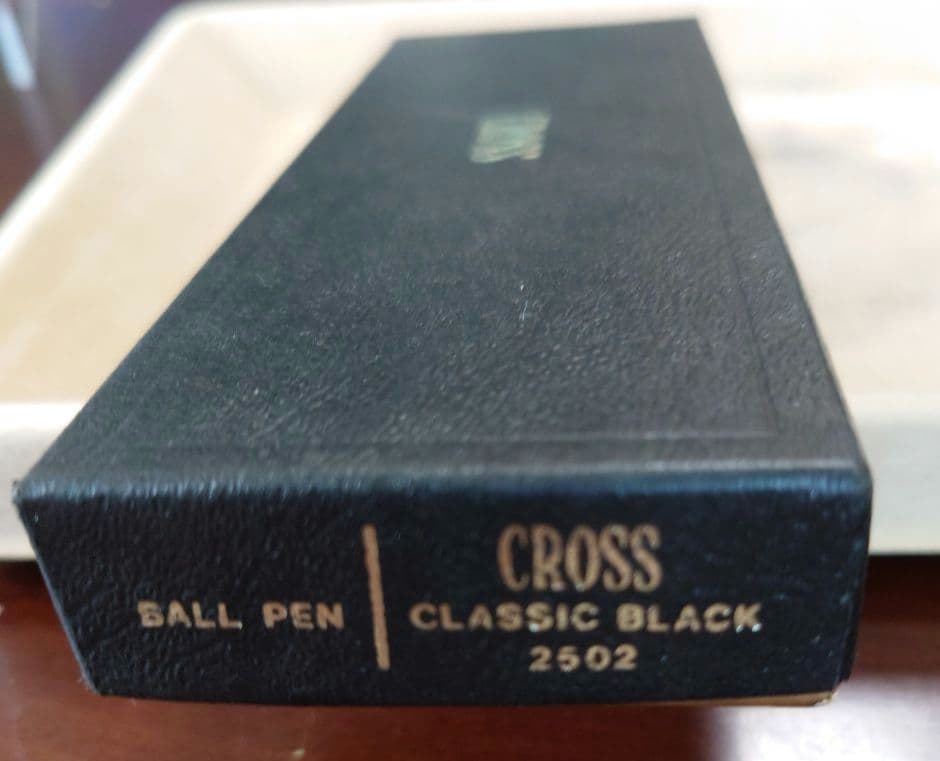 BALL PEN
CROSS
CLASSIC BLACK
2502